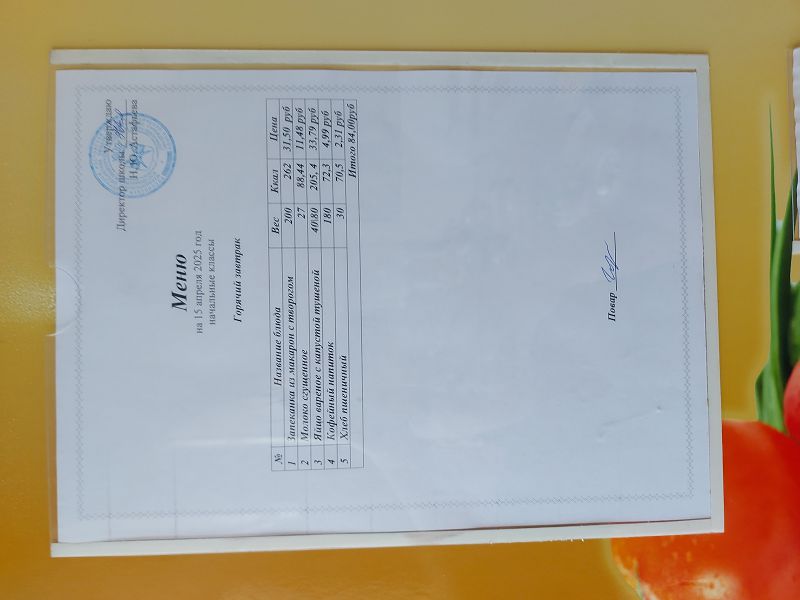 Утверждаю
Директор школы
Н.Ю. Астафьева
Меню
на 15 апреля 2025 год
начальные классы
Горячий завтрак
№ Название блюда Вес Ккал Цена
1 Запеканка из макарон с творогом 200 262 31,50 руб
2 Молоко сгущенное 27 88,44 11,48 руб
3 Яйцо вареное с капустой тушеной 40\80 205, 4 33,79 руб
4 Кофейный напиток 180 72,3 4,99 руб
5 Хлеб пшеничный 30 70,5 2,31 руб
Итого 84,00руб
Повар